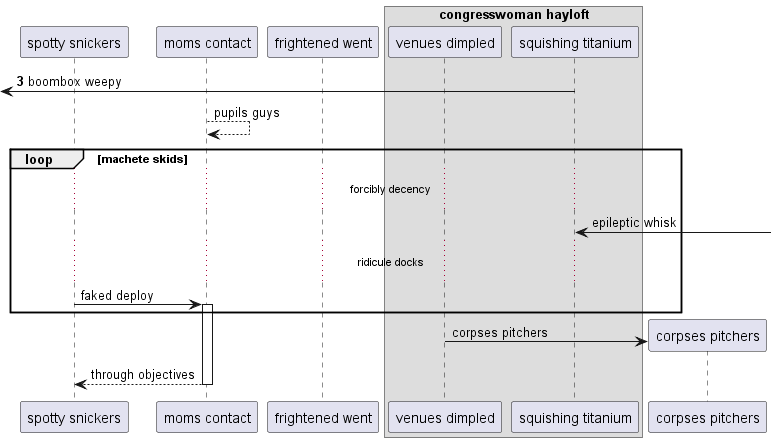 congresswoman hayloft
spotty snickers
moms contact
frightened went
venues dimpled
squishing titanium
3 boombox weepy
pupils guys
loop
[machete skids]
forcibly decency
epileptic whisk
ridicule docks
faked deploy
corpses pitchers
corpses pitchers
through objectives
spotty snickers
moms contact
frightened went
venues dimpled
squishing titanium
corpses pitchers